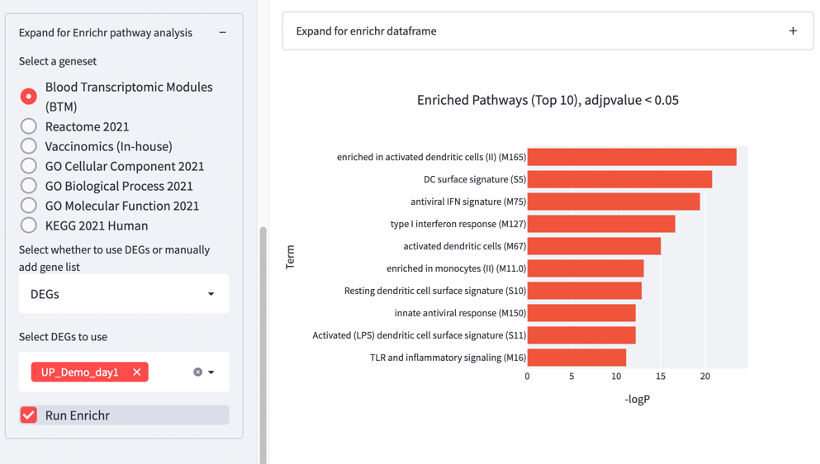 Expand for Enrichr pathway analysis
Select a geneset
Blood Transcriptomic Modules
(BTM)
Reactome 2021
Vaccinomics (In-house)
GO Cellular Component 2021
GO Biological Process 2021
GO Molecular Function 2021
KEGG 2021 Human
Select whether to use DEGs or manually
add gene list
DEGs
Select DEGs to use
UP_Demo_day1
Run Enrichr
Expand for enrichr dataframe
Enriched Pathways (Top 10), adjpvalue < 0.05
Term
enriched in activated dendritic cells (II) (M165)
DC surface signature (S5)
antiviral IFN signature (M75)
type I interferon response (M127)
activated dendritic cells (M67)
enriched in monocytes (II) (M11.0)
Resting dendritic cell surface signature (S10)
innate antiviral response (M150)
Activated (LPS) dendritic cell surface signature (S11)
TLR and inflammatory signaling (M16)
0 5 10 15 20
-logP